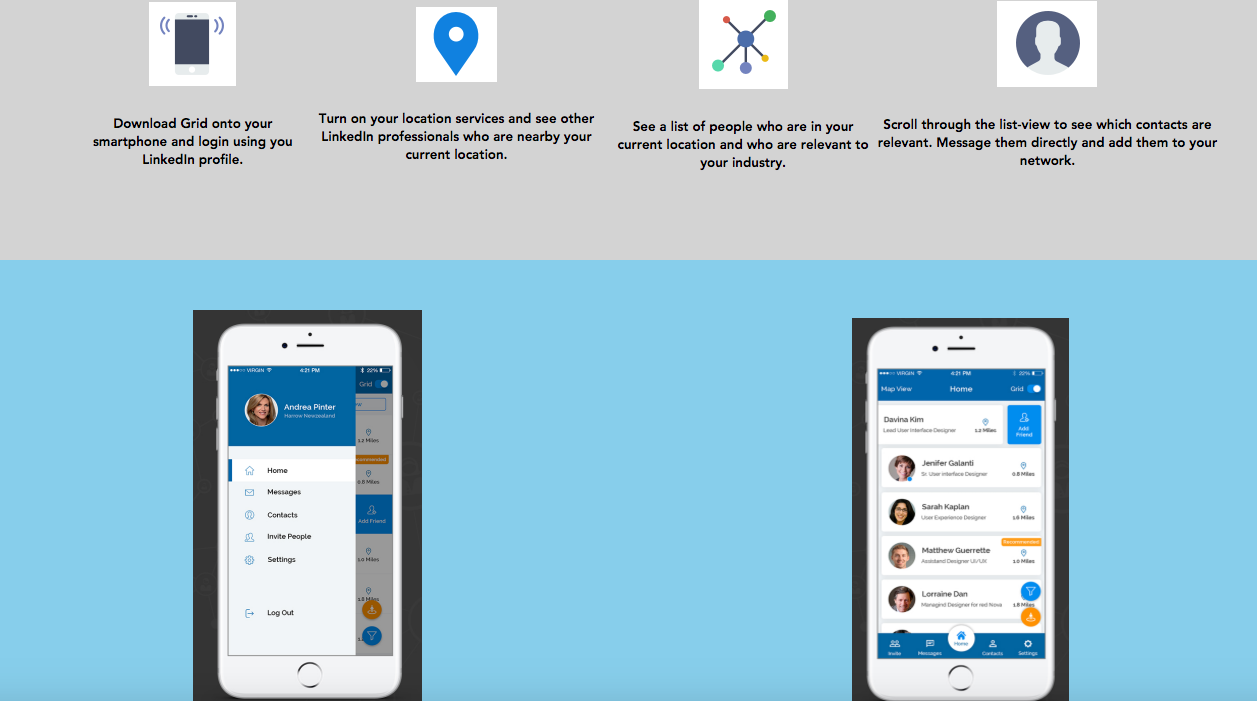 Download Grid onto your
smartphone and login using you
LinkedIn profile.
Turn on your location services and see other
LinkedIn professionals who are nearby your
current location.
See a list of people who are in your
current location and who are relevant to
your industry.
Scroll through the list-view to see which contacts are
relevant. Message them directly and add them to your
network.
VIRGIN 4:21 PM 22%
Grid
Andrea Pinter
Harrow Newzealand
1.2 Miles
Home
Messages
0.8 Miles
Contacts
Add Friend
Invite People
Settings
1.0 Miles
1.8 Miles
Log Out
VIRGIN 4:21 PM 22%
Map View Home Grid
Davina Kim
Lead User Interface Designer
1.2 Miles
Add
Friend
Jenifer Galanti
Sr. User interface Designer
0.8 Miles
Sarah Kaplan
User Experience Designer
1.6 Miles
Recommended
Matthew Guerrette
Assistand Designer UI/UX
1.0 Miles
Lorraine Dan
Managind Designer for red Nova
1.8 Miles
Invite Messages Home Contacts Settings